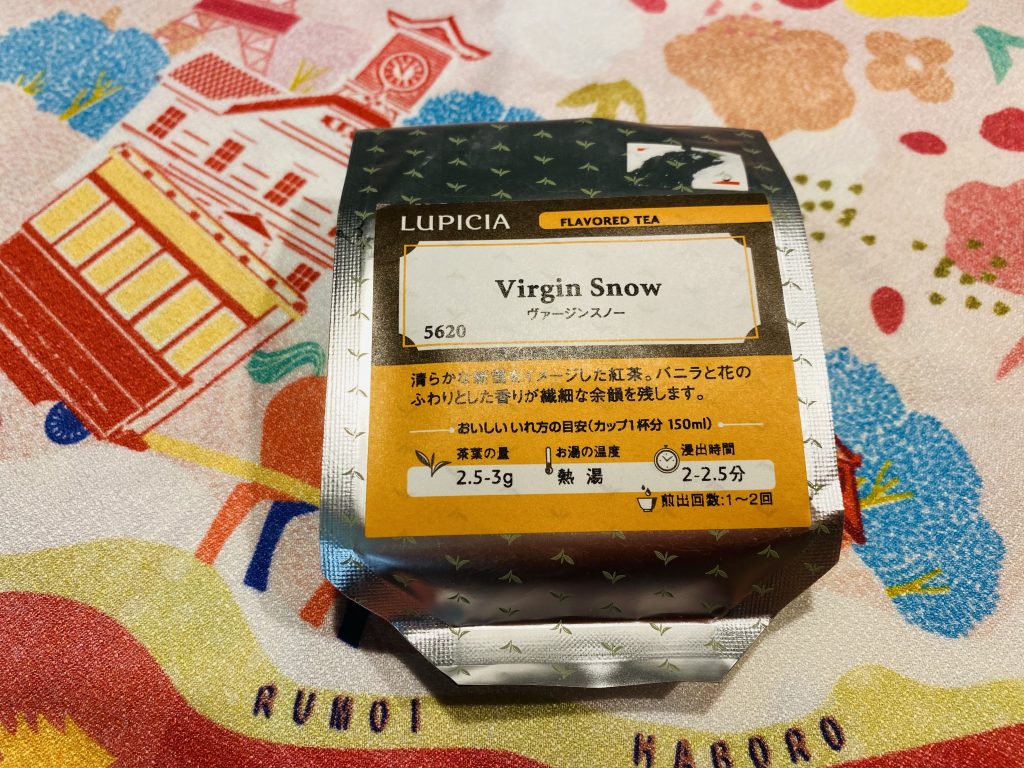 LUPICIA FLAVORED TEA
Virgin Snow
ヴァージンスノー
5620
清らかな新雪をイメージした紅茶。バニラと花の
ふわりとした香りが繊細な余韻を残します。
おいしいいれ方の目安(カップ1杯分 150ml)
茶葉の量 お湯の温度 浸出時間
2.5-3g 熱湯 2-2.5分
煎出回数:1〜2回
RUMOI
HABORO